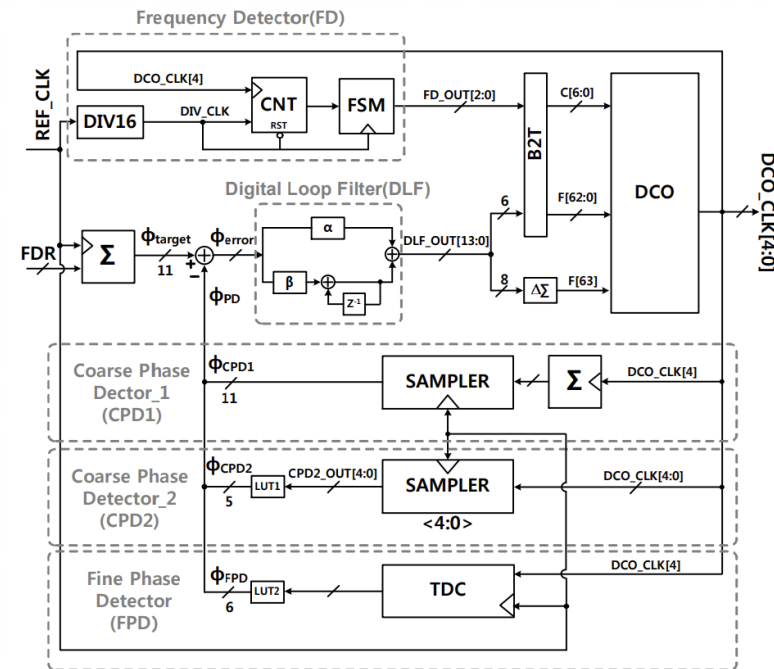 Frequency Detector(FD)
REF_CLK
DCO_CLK[4]
DIV16
DIV_CLK
CNT
RST
FSM
FD_OUT[2:0]
B2T
C[6:0]
DCO
DCO_CLK[4:0]
Digital Loop Filter(DLF)
FDR
Σ
Φtarget
11
+
−
Φerror
α
β
Z-1
DLF_OUT[13:0]
6
F[62:0]
8
ΔΣ
F[63]
ΦPD
Coarse Phase
Dector_1
(CPD1)
ΦCPD1
11
SAMPLER
Σ
DCO_CLK[4]
Coarse Phase
Detector_2
(CPD2)
ΦCPD2
5
LUT1
CPD2_OUT[4:0]
SAMPLER
<4:0>
DCO_CLK[4:0]
Fine Phase
Detector
(FPD)
ΦFPD
6
LUT2
TDC
DCO_CLK[4]